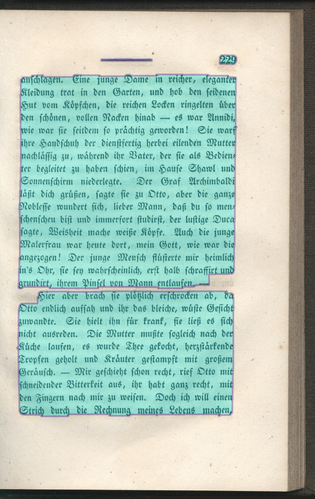 221
anschlagen. Eine junge Dame in reicher, eleganter
Kleidung trat in den Garten, und hob den seidenen
Hut vom Köpfchen, die reichen Locken ringelten über
den schönen, vollen Nacken hinab — es war Annidi,
wie war sie seitdem so prächtig geworden! Sie warf
ihre Handschuh der dienstfertig herbei eilenden Mutter
nachlässig zu, während ihr Vater, der sie als Bedien-
ter begleitet zu haben schien, im Hause Shawl und
Sonnenschirm niederlegte. Der Graf Archimbaldi
läßt dich grüßen, sagte sie zu Otto, aber die ganze
Noblesse wundert sich, lieber Mann, daß du so men-
schenscheu bist und immerfort studirst, der lustige Duca
sagte, Weisheit mache weiße Köpfe. Auch die junge
Malerfrau war heute dort, mein Gott, wie war die
angezogen! Der junge Mensch flüsterte mir heimlich
in's Ohr, sie sey wahrscheinlich, erst halb schraffirt und
grundirt, ihrem Pinsel von Mann entlaufen. —
Hier aber brach sie plötzlich erschrocken ab, da
Otto endlich aufsah und ihr das bleiche, wüste Gesicht
zuwandte. Sie hielt ihn für krank, sie ließ es sich
nicht ausreden. Die Mutter mußte sogleich nach der
Küche laufen, es wurde Thee gekocht, herzstärkende
Tropfen geholt und Kräuter gestampft mit großem
Geräusch. — Mir geschieht schon recht, rief Otto mit
schneidender Bitterkeit aus, ihr habt ganz recht, mit
den Fingern nach mir zu weisen. Doch ich will einen
Strich durch die Rechnung meines Lebens machen,